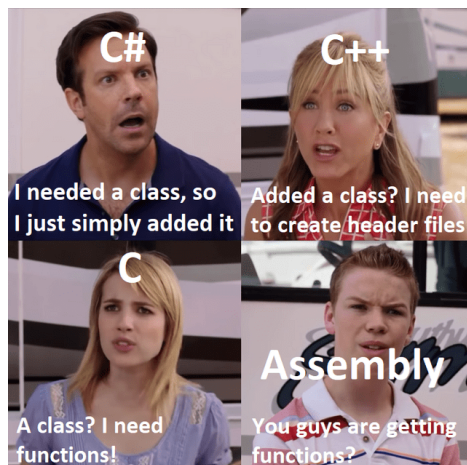 C#
I needed a class, so
I just simply added it
C++
Added a class? I need
to create header files
C
A class? I need
functions!
Assembly
You guys are getting
functions?